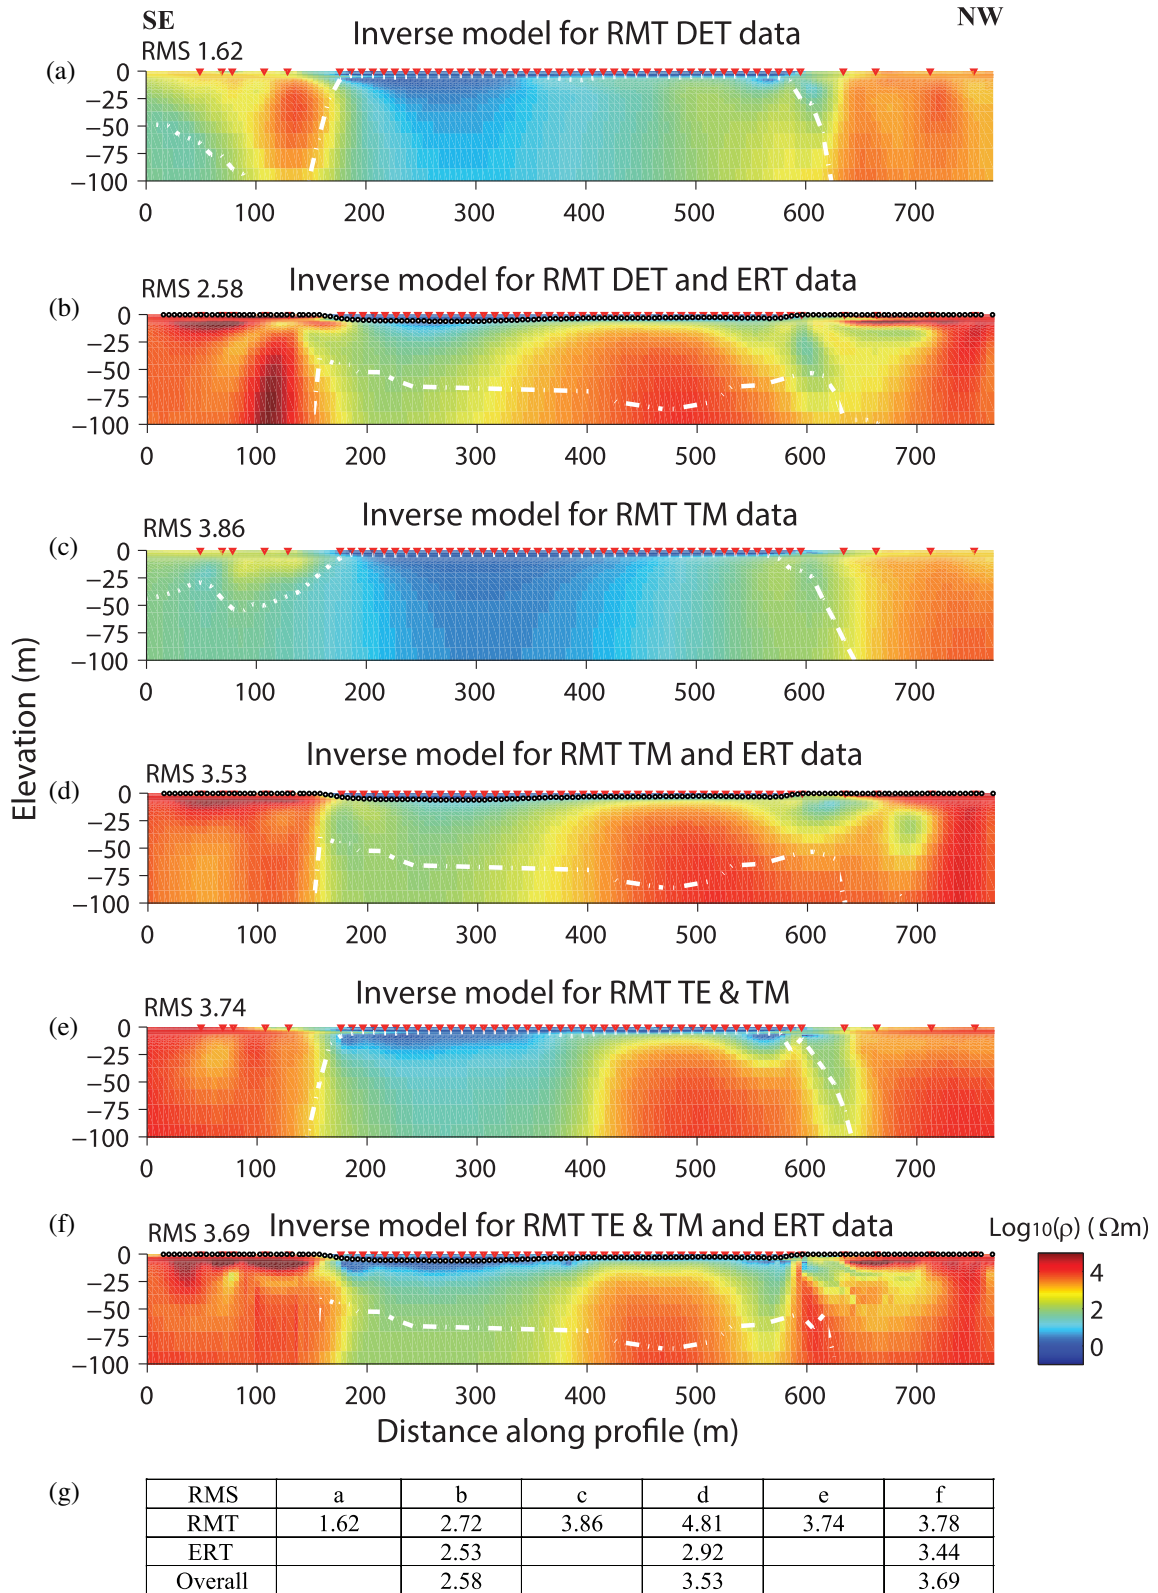 SE
NW
Inverse model for RMT DET data
RMS 1.62
(a)
0
−25
−50
−75
−100
0 100 200 300 400 500 600 700
Inverse model for RMT DET and ERT data
RMS 2.58
(b)
0
−25
−50
−75
−100
0 100 200 300 400 500 600 700
Inverse model for RMT TM data
RMS 3.86
(c)
0
−25
−50
−75
−100
0 100 200 300 400 500 600 700
Inverse model for RMT TM and ERT data
RMS 3.53
(d)
0
−25
−50
−75
−100
0 100 200 300 400 500 600 700
Elevation (m)
Inverse model for RMT TE & TM
RMS 3.74
(e)
0
−25
−50
−75
−100
0 100 200 300 400 500 600 700
Inverse model for RMT TE & TM and ERT data
RMS 3.69
(f)
0
−25
−50
−75
−100
0 100 200 300 400 500 600 700
Distance along profile (m)
Log10(ρ) (Ωm)
4
2
0
(g)
RMS a b c d e f
RMT 1.62 2.72 3.86 4.81 3.74 3.78
ERT 2.53 2.92 3.44
Overall 2.58 3.53 3.69